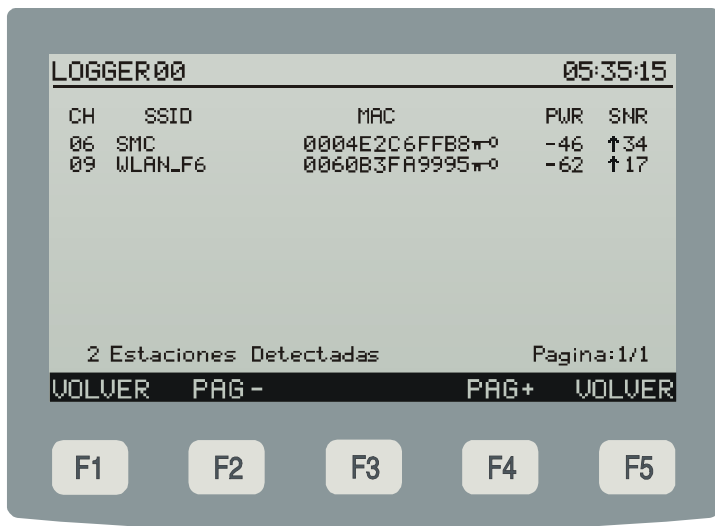 LOGGER00 05:35:15
CH SSID MAC PWR SNR
06 SMC 0004E2C6FFB8 -46 ↑34
09 WLAN_F6 0060B3FA9995 -62 ↑17
2 Estaciones Detectadas Pagina:1/1
VOLVER PAG- PAG+ VOLVER
F1 F2 F3 F4 F5